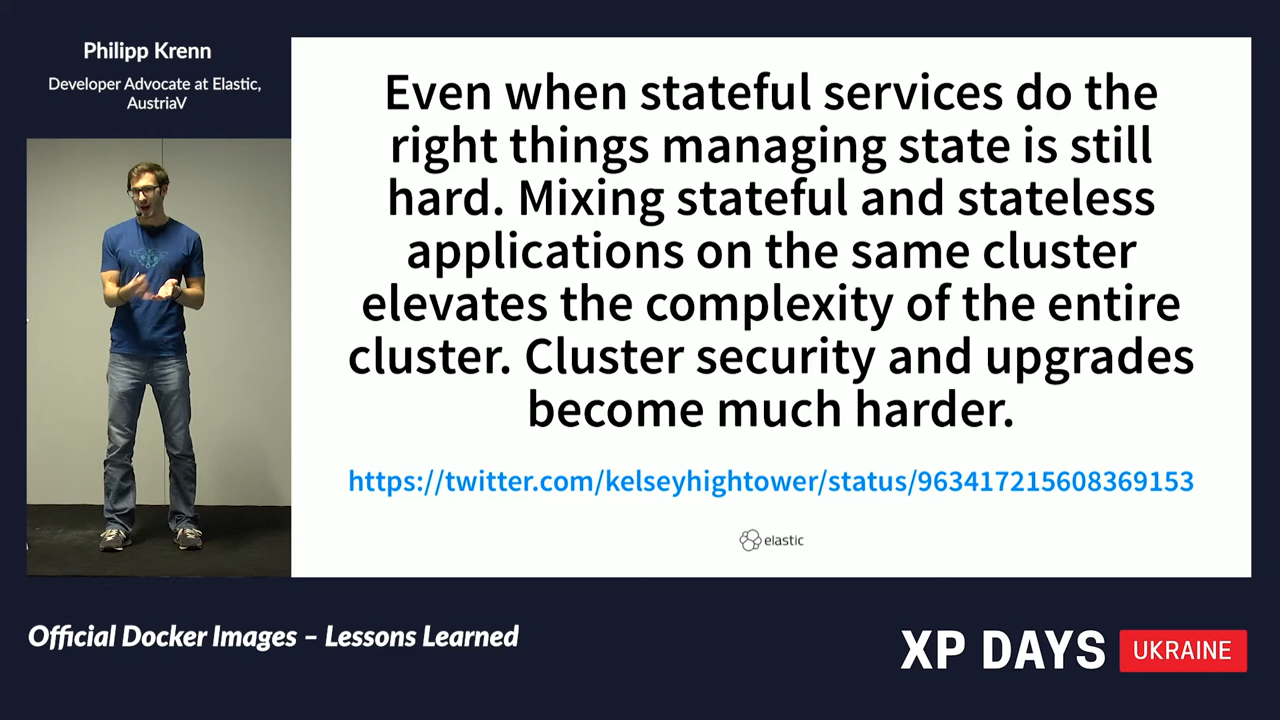 Philipp Krenn
Developer Advocate at Elastic,
AustriaV
Even when stateful services do the
right things managing state is still
hard. Mixing stateful and stateless
applications on the same cluster
elevates the complexity of the entire
cluster. Cluster security and upgrades
become much harder.
https://twitter.com/kelseyhightower/status/963417215608369153
elastic
Official Docker Images – Lessons Learned
XP DAYS UKRAINE